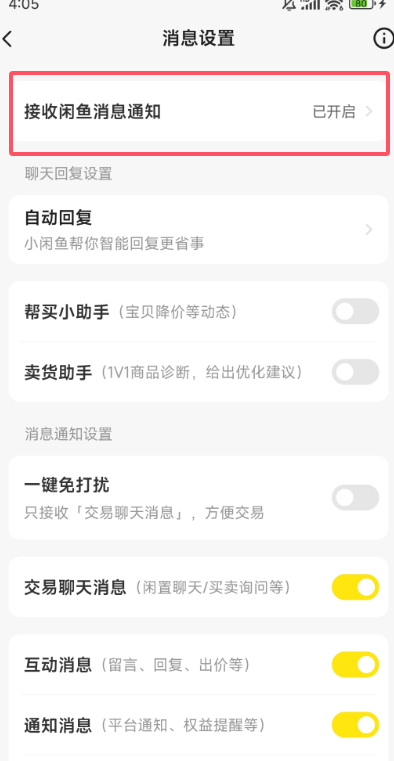 4:05
80
消息设置
接收闲鱼消息通知
已开启
聊天回复设置
自动回复
小闲鱼帮你智能回复更省事
帮买小助手（宝贝降价等动态）
卖货助手（1V1商品诊断，给出优化建议）
消息通知设置
一键免打扰
只接收「交易聊天消息」，方便交易
交易聊天消息（闲置聊天/买卖询问等）
互动消息（留言、回复、出价等）
通知消息（平台通知、权益提醒等）